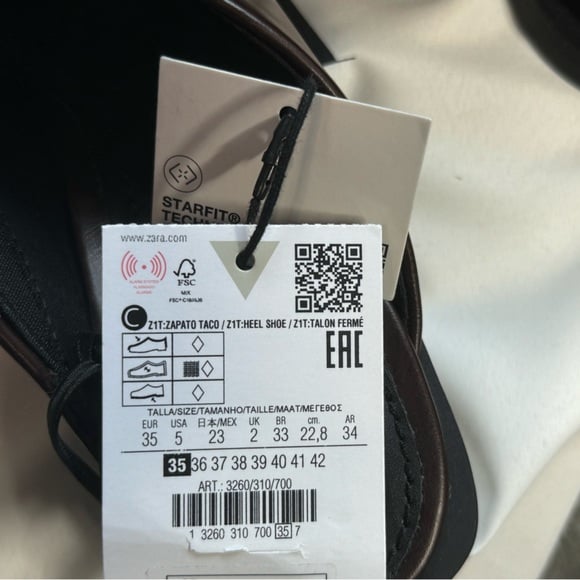 STARFIT®
www.zara.com
ALARM SYSTEM
FSC
MIX
Z1T:ZAPATO TACO / Z1T:HEEL SHOE / Z1T:TALON FERMÉ
EAC
TALLA/SIZE/TAMANHO/TAILLE/MAAT/ΜΕΓΕΘΟΣ
EUR USA 日本/MEX UK BR cm. AR
35 5 23 2 33 22,8 34
35 36 37 38 39 40 41 42
ART.: 3260/310/700
1 3260 310 700 35 7